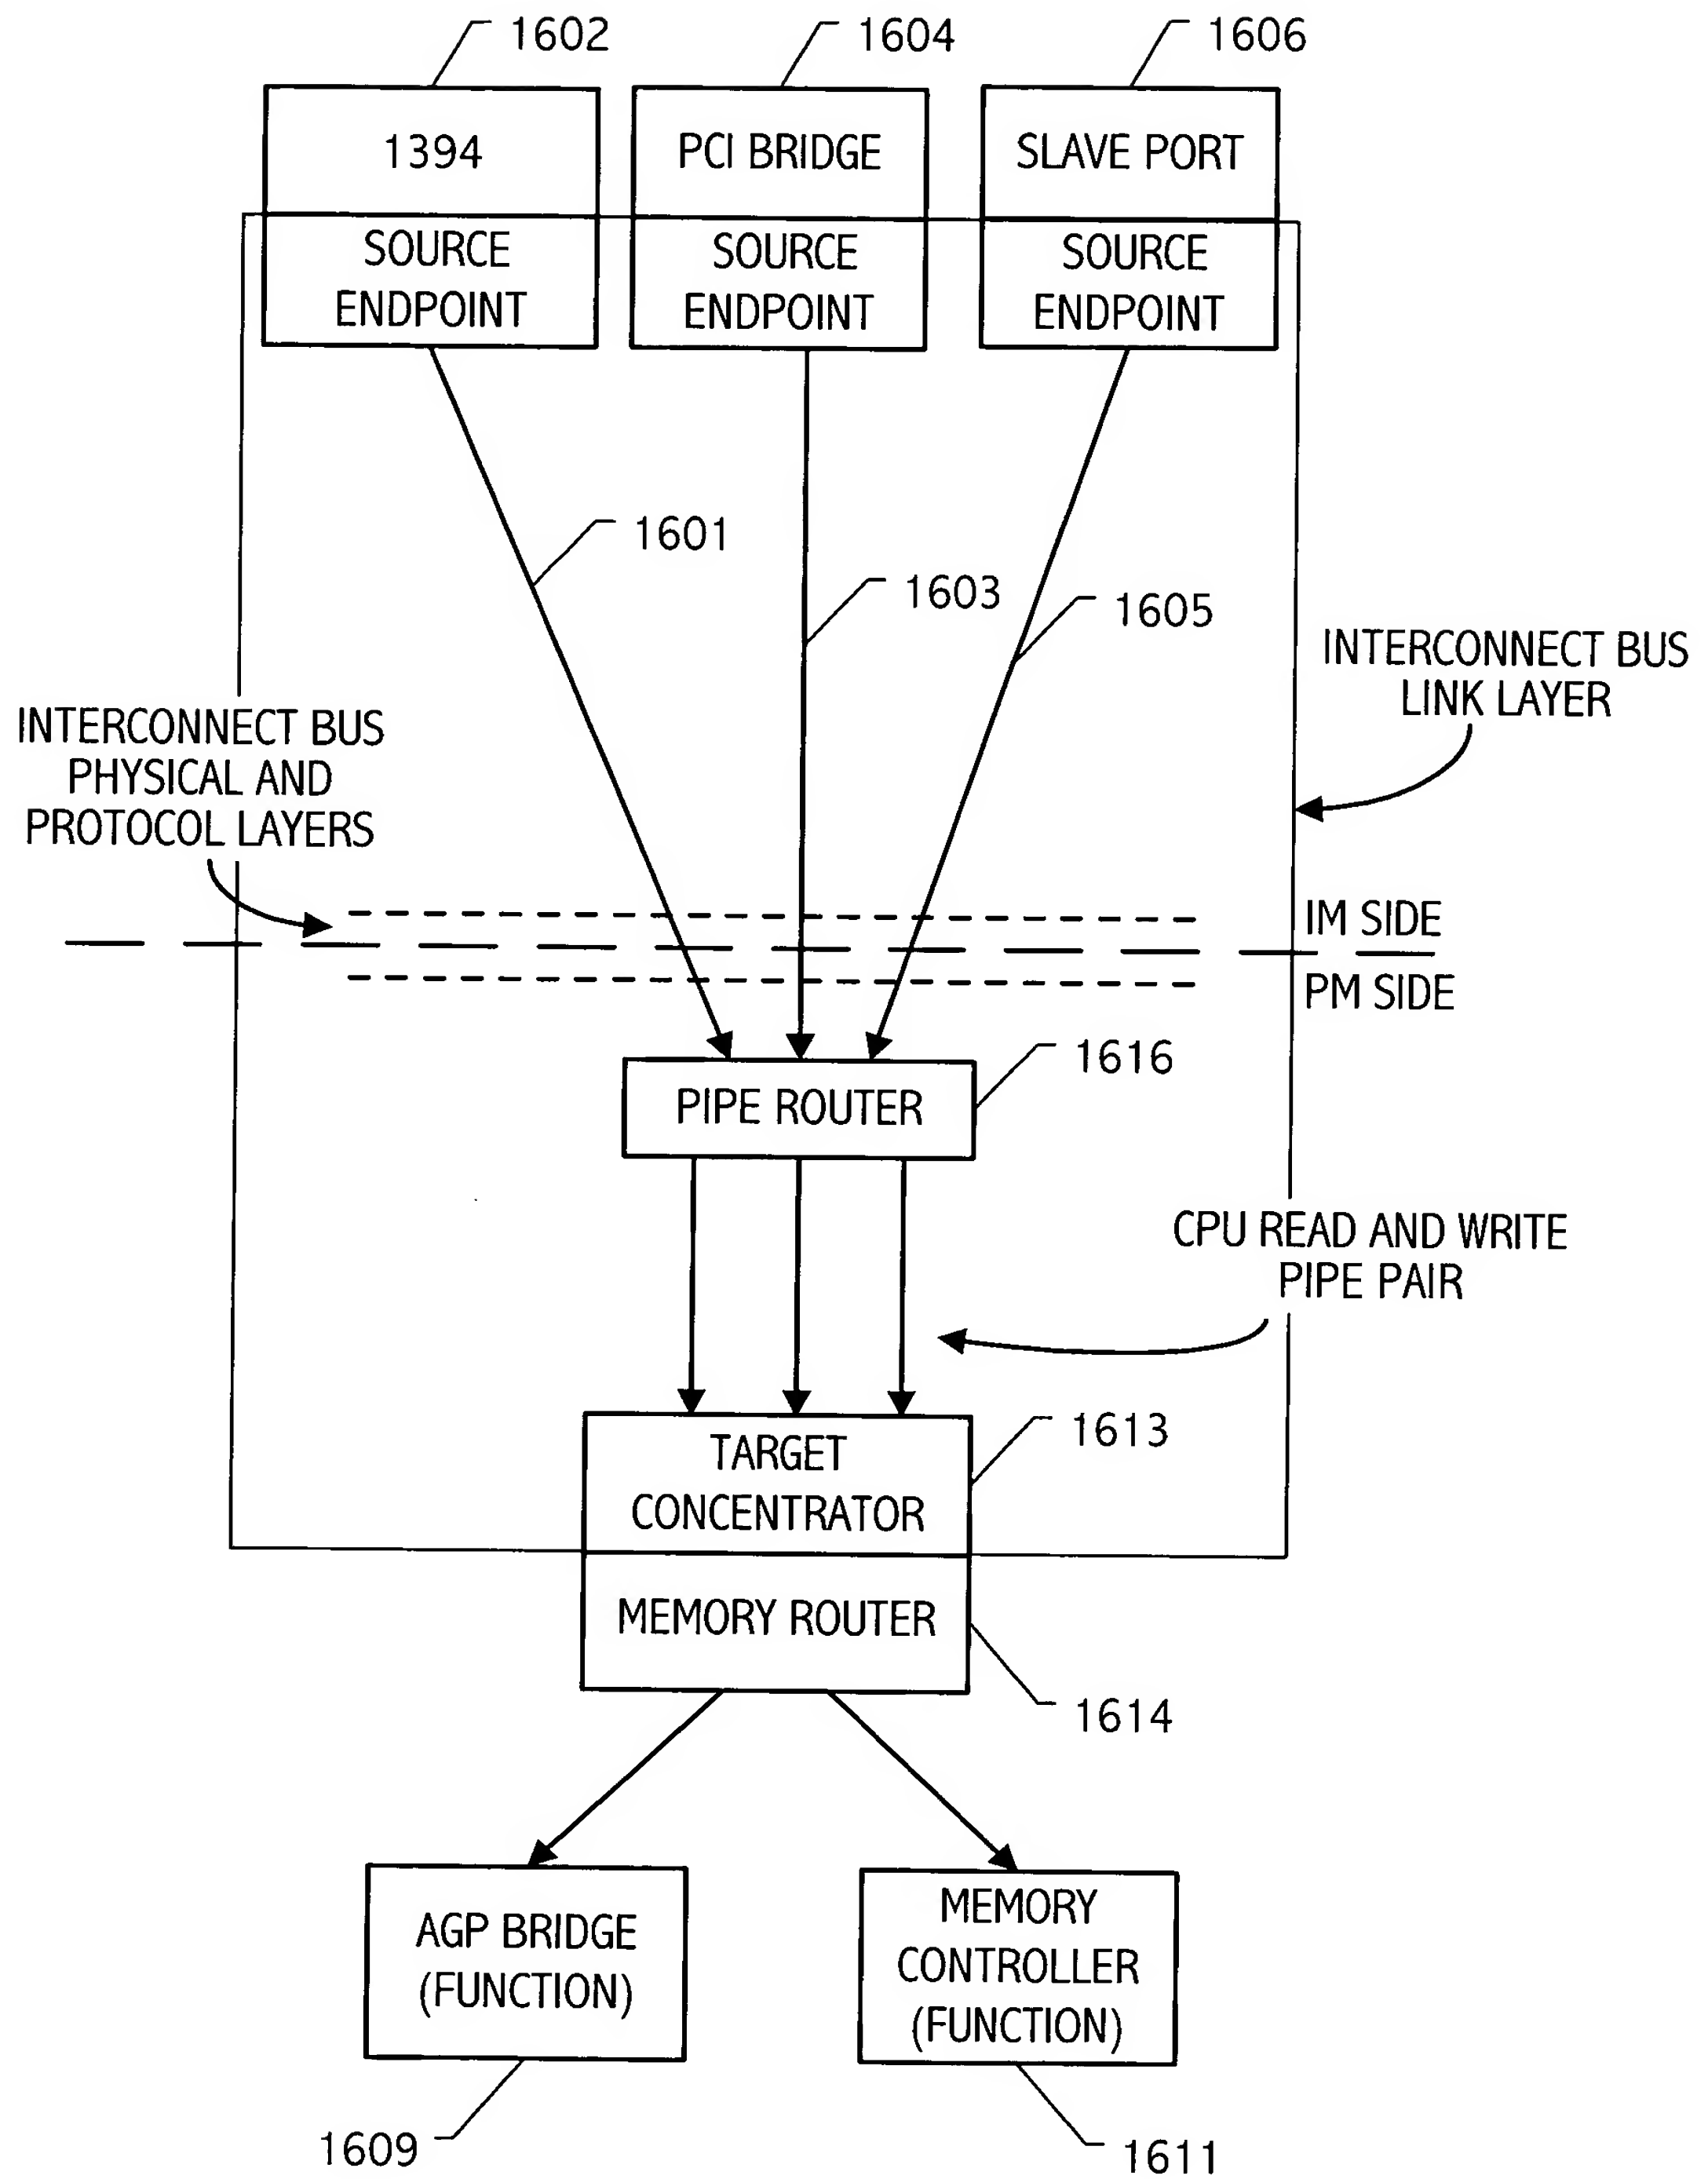 1602
1604
1606
1394
PCI BRIDGE
SLAVE PORT
SOURCE
ENDPOINT
SOURCE
ENDPOINT
SOURCE
ENDPOINT
1601
1603
1605
INTERCONNECT BUS
LINK LAYER
INTERCONNECT BUS
PHYSICAL AND
PROTOCOL LAYERS
IM SIDE
PM SIDE
1616
PIPE ROUTER
CPU READ AND WRITE
PIPE PAIR
1613
TARGET
CONCENTRATOR
MEMORY ROUTER
1614
AGP BRIDGE
(FUNCTION)
MEMORY
CONTROLLER
(FUNCTION)
1609
1611